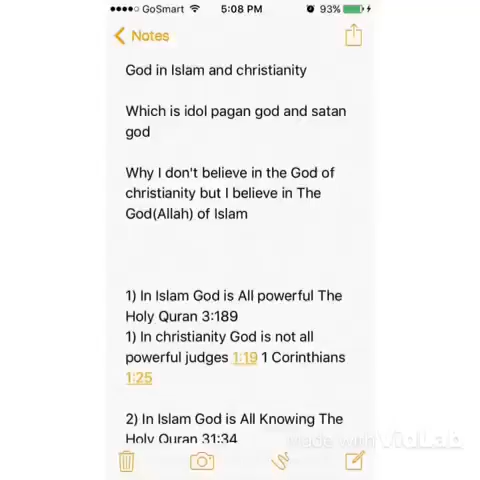 GoSmart 5:08 PM 93%
Notes
God in Islam and christianity
Which is idol pagan god and satan
god
Why I don't believe in the God of
christianity but I believe in The
God(Allah) of Islam
1) In Islam God is All powerful The
Holy Quran 3:189
1) In christianity God is not all
powerful judges 1:19 1 Corinthians
1:25
2) In Islam God is All Knowing The
Holy Quran 31:34
Made with VidLab